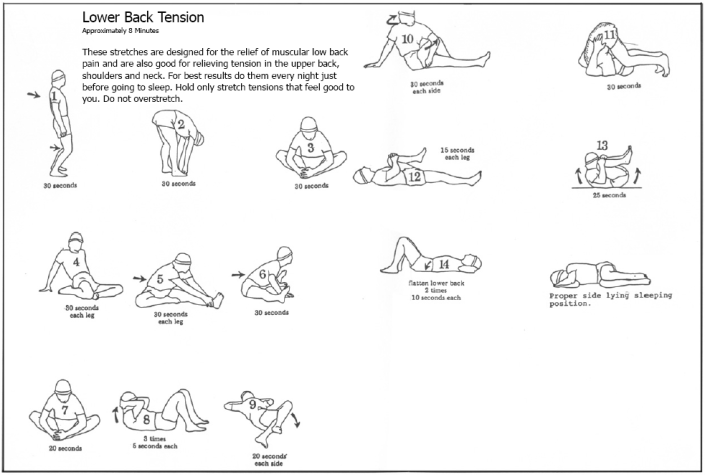 Lower Back Tension
Approximately 8 Minutes
These stretches are designed for the relief of muscular low back
pain and are also good for relieving tension in the upper back,
shoulders and neck. For best results do them every night just
before going to sleep. Hold only stretch tensions that feel good to
you. Do not overstretch.
1
30 seconds
2
30 seconds
3
30 seconds
4
30 seconds
each leg
5
30 seconds
each leg
6
30 seconds
7
20 seconds
8
3 times
5 seconds each
9
20 seconds
each side
10
30 seconds
each side
11
30 seconds
12
15 seconds
each leg
13
25 seconds
14
flatten lower back
2 times
10 seconds each
Proper side lying sleeping
position.